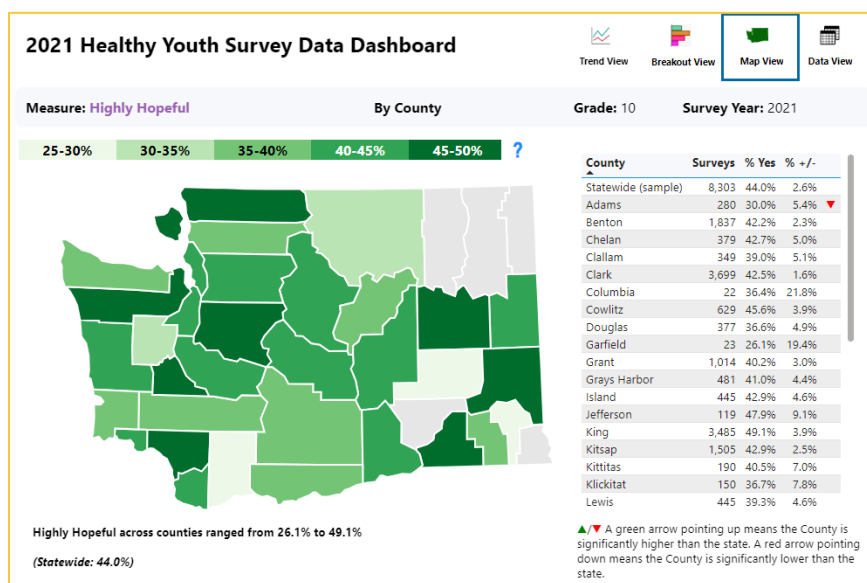 2021 Healthy Youth Survey Data Dashboard
Trend View
Breakout View
Map View
Data View
Measure: Highly Hopeful
By County
Grade: 10
Survey Year: 2021
25-30% 30-35% 35-40% 40-45% 45-50% ?
County Surveys % Yes % +/-
Statewide (sample) 8,303 44.0% 2.6%
Adams 280 30.0% 5.4% ▼
Benton 1,837 42.2% 2.3%
Chelan 379 42.7% 5.0%
Clallam 349 39.0% 5.1%
Clark 3,699 42.5% 1.6%
Columbia 22 36.4% 21.8%
Cowlitz 629 45.6% 3.9%
Douglas 377 36.6% 4.9%
Garfield 23 26.1% 19.4%
Grant 1,014 40.2% 3.0%
Grays Harbor 481 41.0% 4.4%
Island 445 42.9% 4.6%
Jefferson 119 47.9% 9.1%
King 3,485 49.1% 3.9%
Kitsap 1,505 42.9% 2.5%
Kittitas 190 40.5% 7.0%
Klickitat 150 36.7% 7.8%
Lewis 445 39.3% 4.6%
Highly Hopeful across counties ranged from 26.1% to 49.1%
(Statewide: 44.0%)
▲/▼ A green arrow pointing up means the County is
significantly higher than the state. A red arrow pointing
down means the County is significantly lower than the
state.